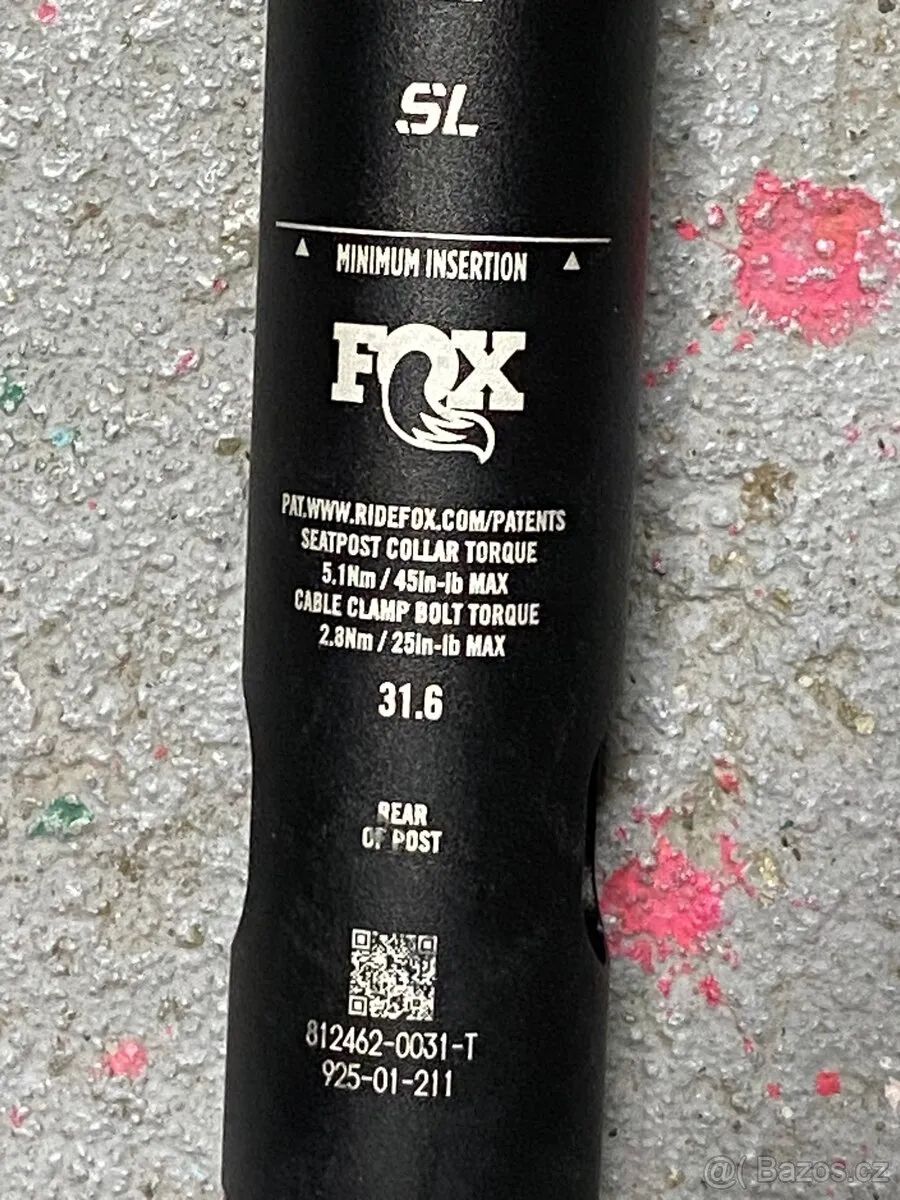 SL
MINIMUM INSERTION
FOX
PAT.WWW.RIDEFOX.COM/PATENTS
SEATPOST COLLAR TORQUE
5.1Nm / 45In-lb MAX
CABLE CLAMP BOLT TORQUE
2.8Nm / 25In-lb MAX
31.6
REAR
OF POST
812462-0031-T
925-01-211
@( Bazos.cz